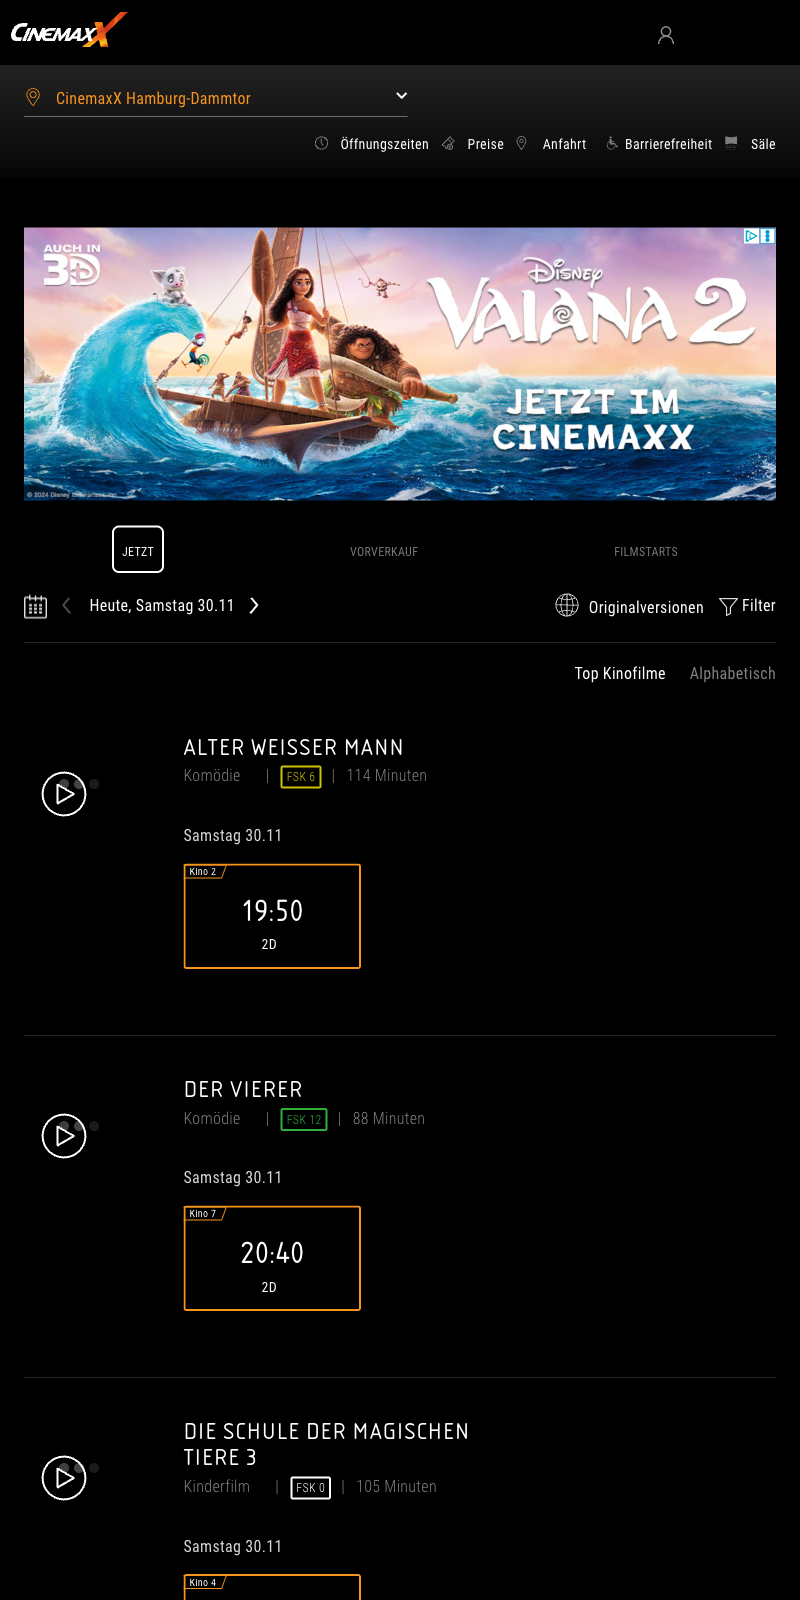 CINEMAXX
CinemaxX Hamburg-Dammtor
Öffnungszeiten Preise Anfahrt Barrierefreiheit Säle
AUCH IN
3D
Disney
VAIANA 2
JETZT IM
CINEMAXX
© 2024 Disney Enterprises, Inc.
JETZT VORVERKAUF FILMSTARTS
Heute, Samstag 30.11 Originalversionen Filter
Top Kinofilme Alphabetisch
ALTER WEISSER MANN
Komödie | FSK 6 | 114 Minuten
Samstag 30.11
Kino 2
19:50
2D
DER VIERER
Komödie | FSK 12 | 88 Minuten
Samstag 30.11
Kino 7
20:40
2D
DIE SCHULE DER MAGISCHEN
TIERE 3
Kinderfilm | FSK 0 | 105 Minuten
Samstag 30.11
Kino 4